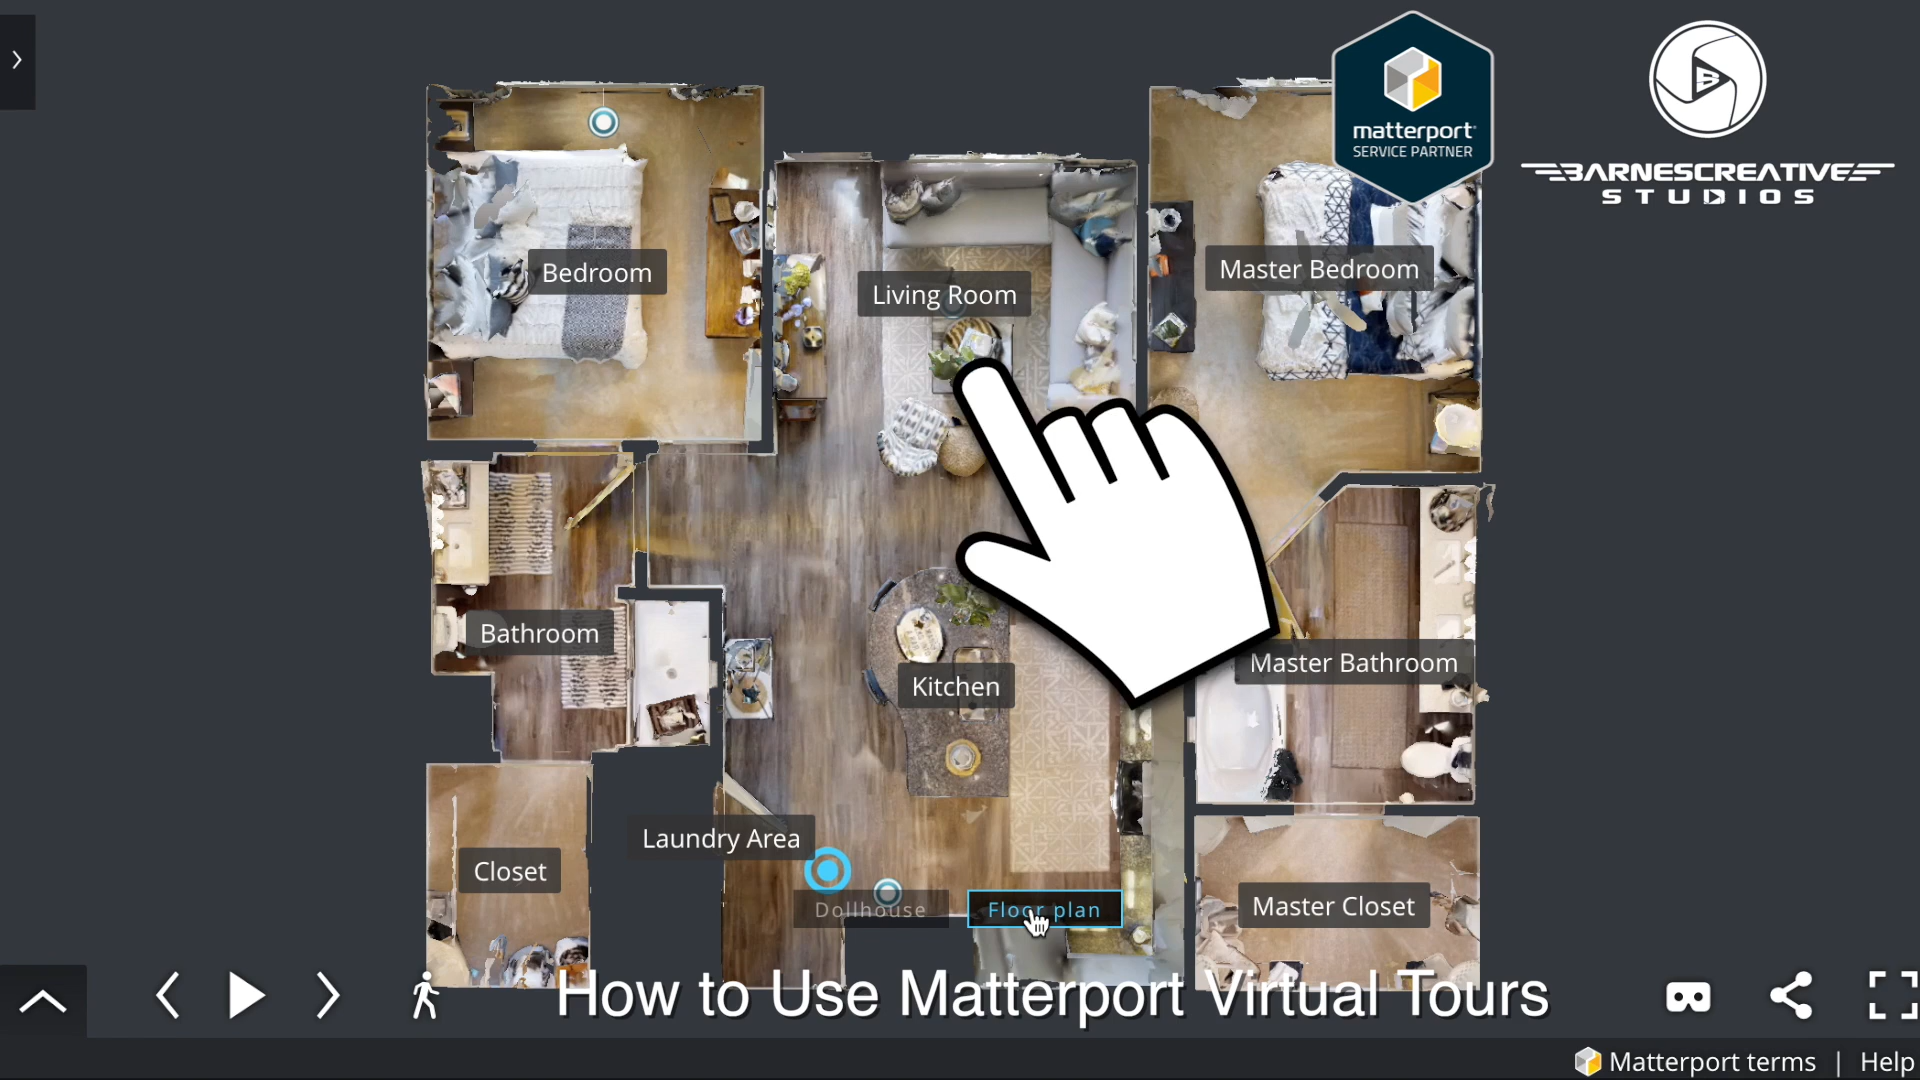 matterport
SERVICE PARTNER
BARNESCREATIVE
STUDIOS
Bedroom
Living Room
Master Bedroom
Bathroom
Kitchen
Master Bathroom
Laundry Area
Closet
Dollhouse
Floor plan
Master Closet
How to Use Matterport Virtual Tours
Matterport terms | Help